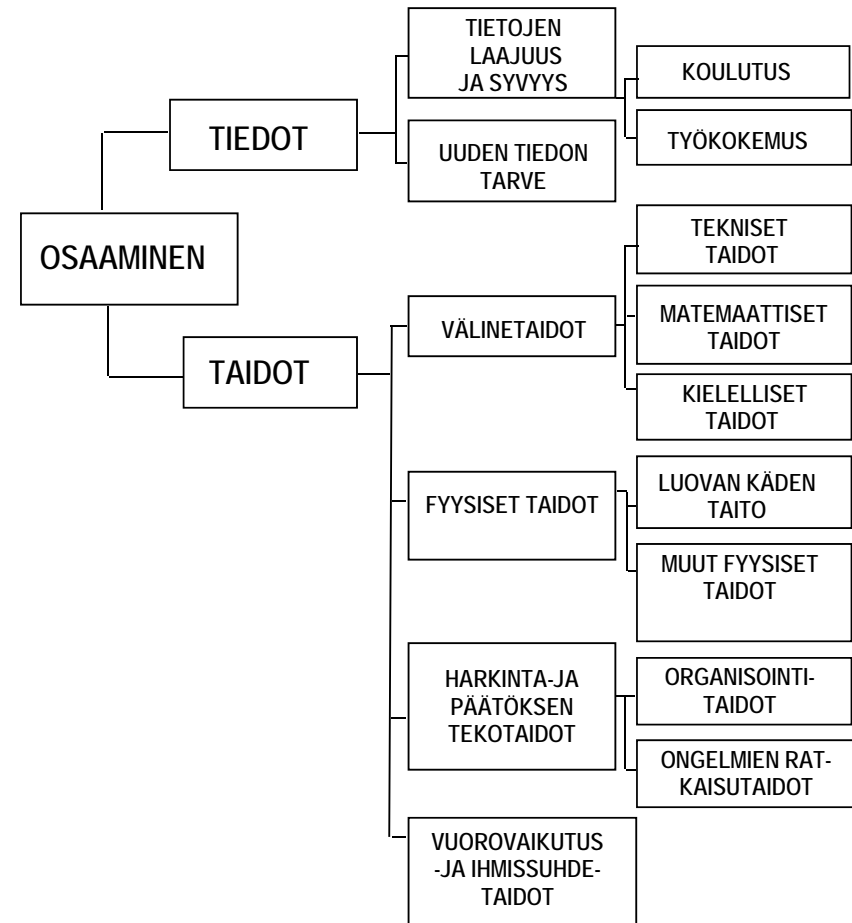 TIETOJEN
LAAJUUS
JA SYVYYS
KOULUTUS
TIEDOT
TYÖKOKEMUS
UUDEN TIEDON
TARVE
OSAAMINEN
TEKNISET
TAIDOT
VÄLINETAIDOT
MATEMAATTISET
TAIDOT
TAIDOT
KIELELLISET
TAIDOT
FYYSISET TAIDOT
LUOVAN KÄDEN
TAITO
MUUT FYYSISET
TAIDOT
HARKINTA-JA
PÄÄTÖKSEN
TEKOTAIDOT
ORGANISOINTI-
TAIDOT
ONGELMIEN RAT-
KAISUTAIDOT
VUOROVAIKUTUS
-JA IHMISSUHDE-
TAIDOT